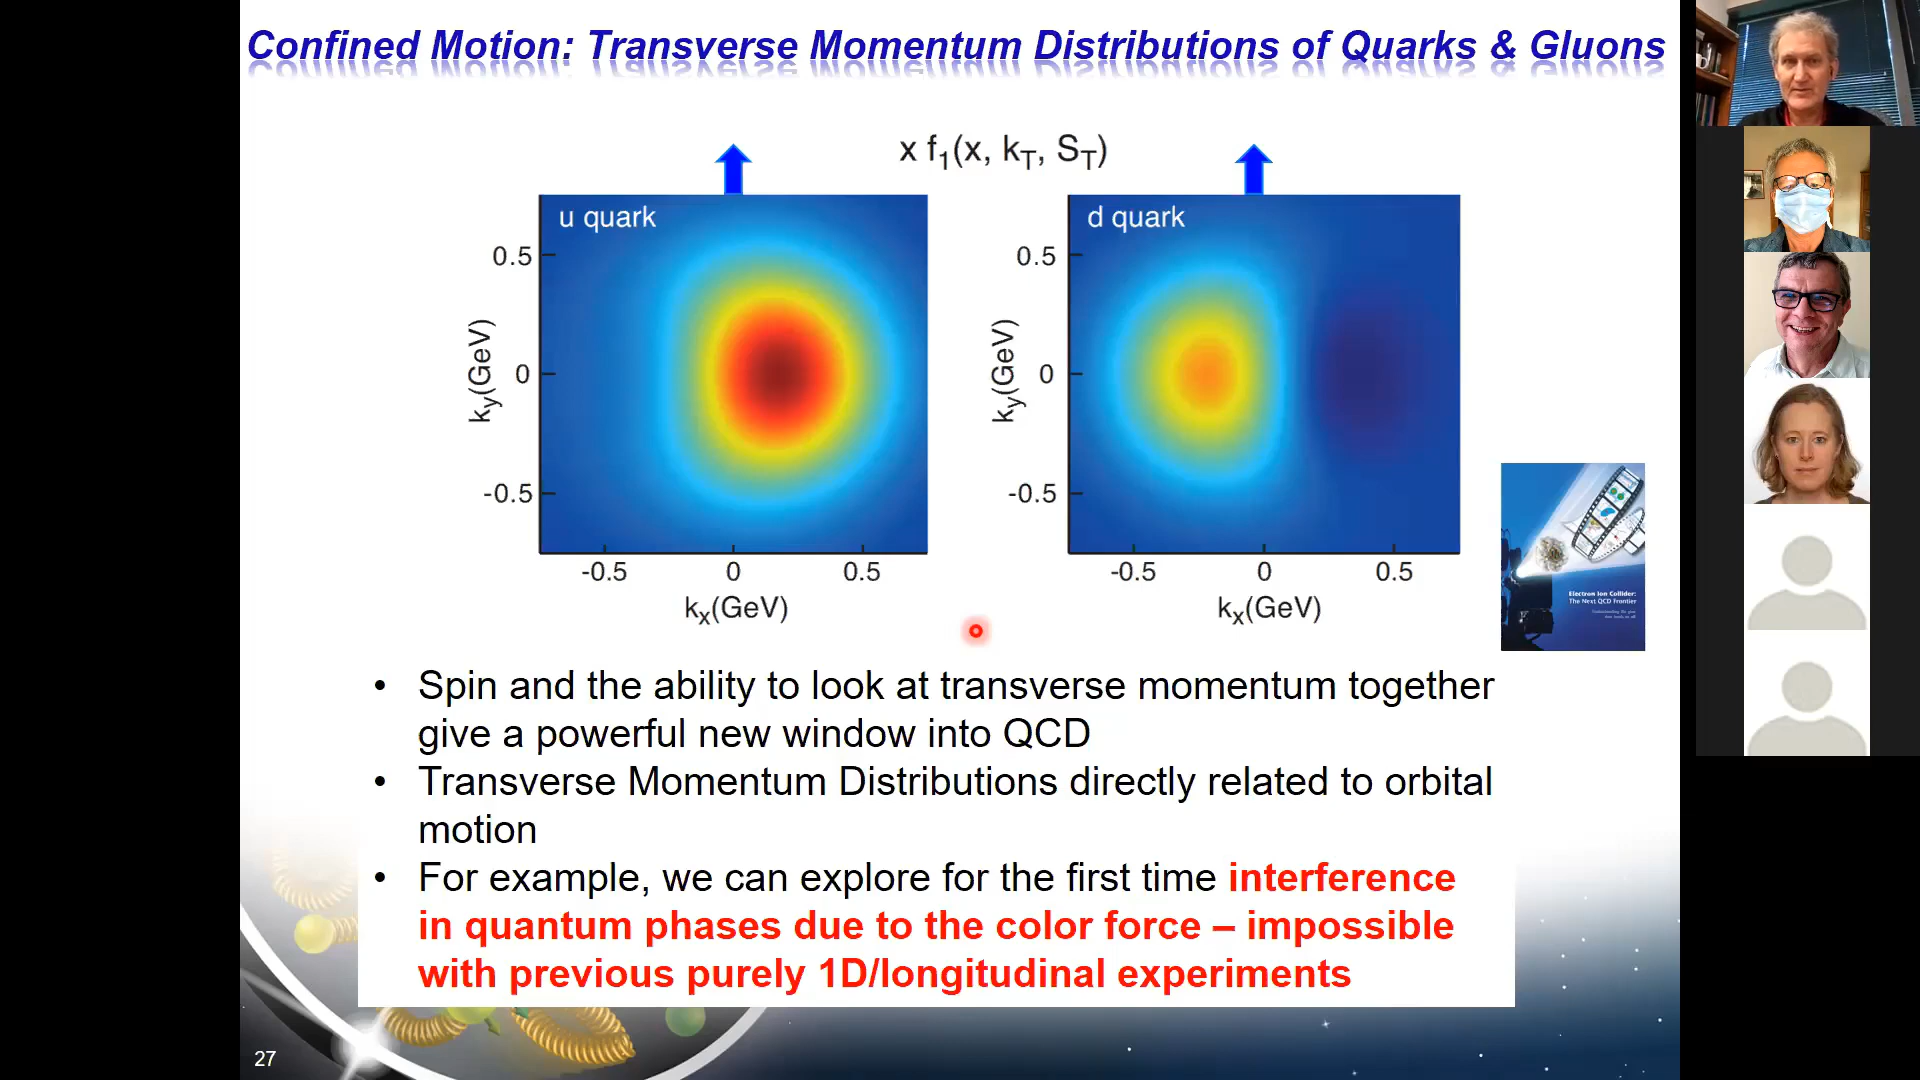 Confined Motion: Transverse Momentum Distributions of Quarks & Gluons
x f1(x, kT, ST)
u quark
0.5
0
-0.5
ky(GeV)
-0.5 0 0.5
kx(GeV)
d quark
0.5
0
-0.5
ky(GeV)
-0.5 0 0.5
kx(GeV)
Electron Ion Collider:
The Next QCD Frontier
• Spin and the ability to look at transverse momentum together
give a powerful new window into QCD
• Transverse Momentum Distributions directly related to orbital
motion
• For example, we can explore for the first time interference
in quantum phases due to the color force – impossible
with previous purely 1D/longitudinal experiments
27